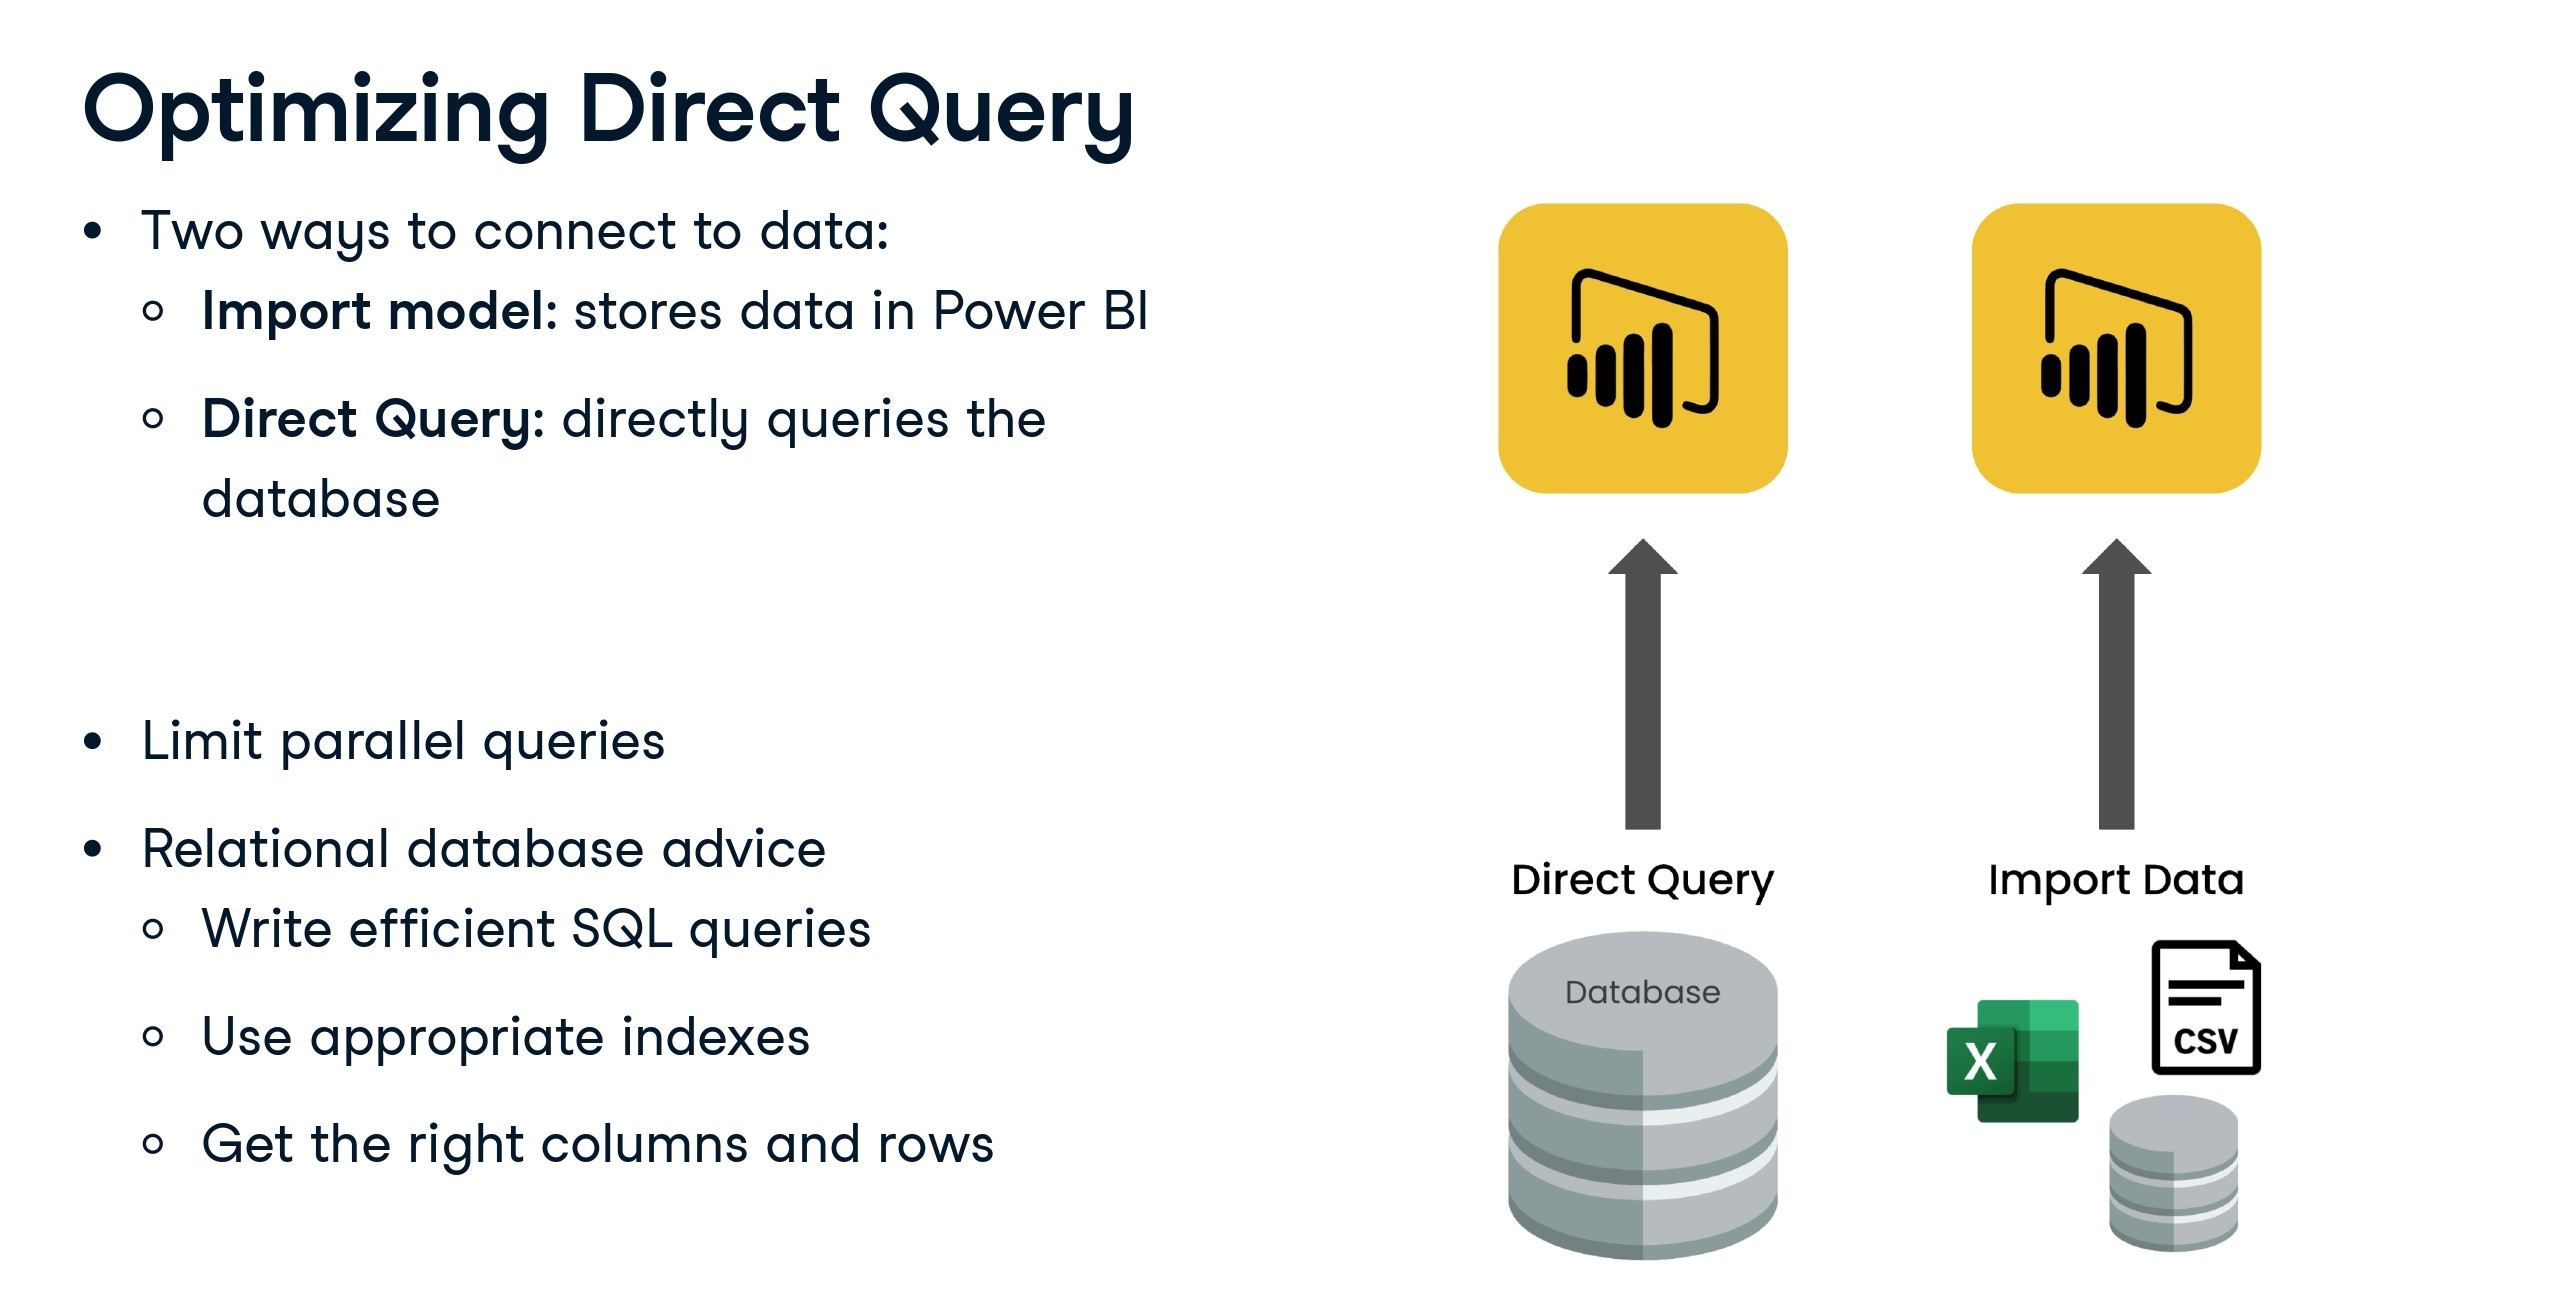 Optimizing Direct Query
• Two ways to connect to data:
○ Import model: stores data in Power BI
○ Direct Query: directly queries the
database
• Limit parallel queries
• Relational database advice
○ Write efficient SQL queries
○ Use appropriate indexes
○ Get the right columns and rows
Direct Query
Database
Import Data
CSV
X